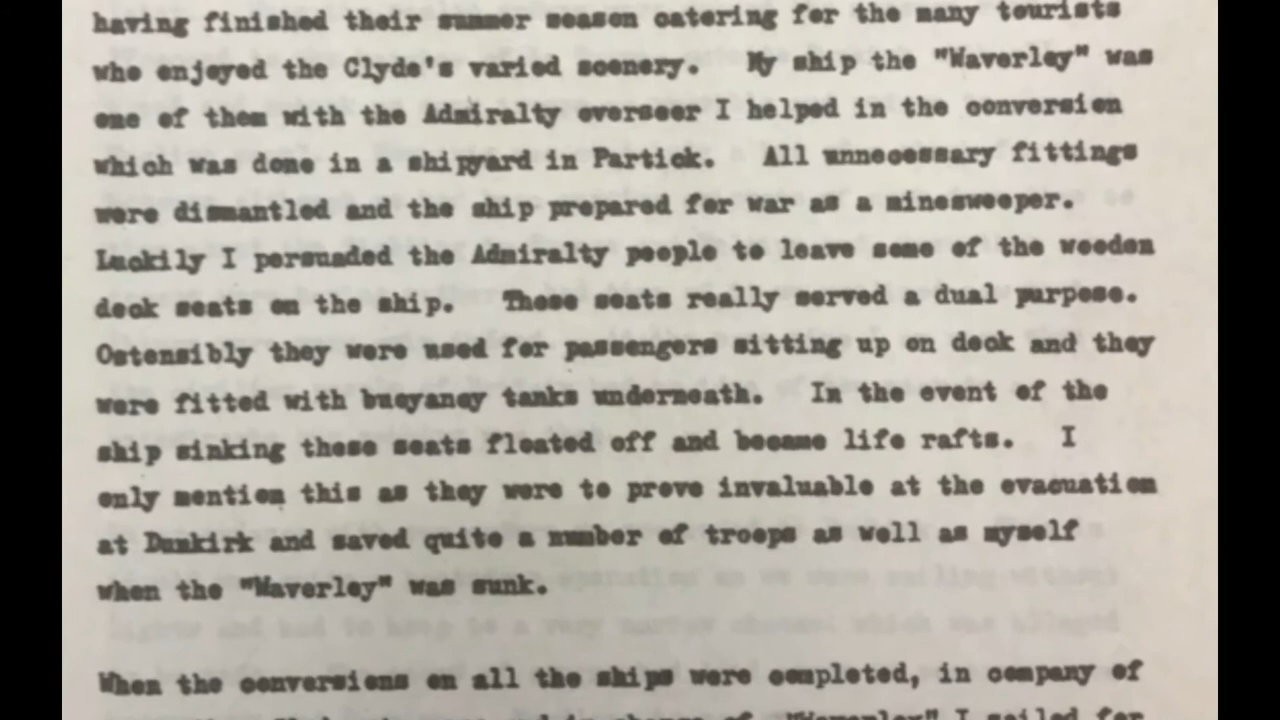 having finished their summer season catering for the many tourists
who enjoyed the Clyde's varied scenery. My ship the "Waverley" was
one of them with the Admiralty overseer I helped in the conversion
which was done in a shipyard in Partick. All unnecessary fittings
were dismantled and the ship prepared for war as a minesweeper.
Luckily I persuaded the Admiralty people to leave some of the wooden
deck seats on the ship. These seats really served a dual purpose.
Ostensibly they were used for passengers sitting up on deck and they
were fitted with buoyancy tanks underneath. In the event of the
ship sinking these seats floated off and became life rafts. I
only mention this as they were to prove invaluable at the evacuation
at Dunkirk and saved quite a number of troops as well as myself
when the "Waverley" was sunk.
When the conversions on all the ships were completed, in company of
in charge of "Waverley" I sailed for